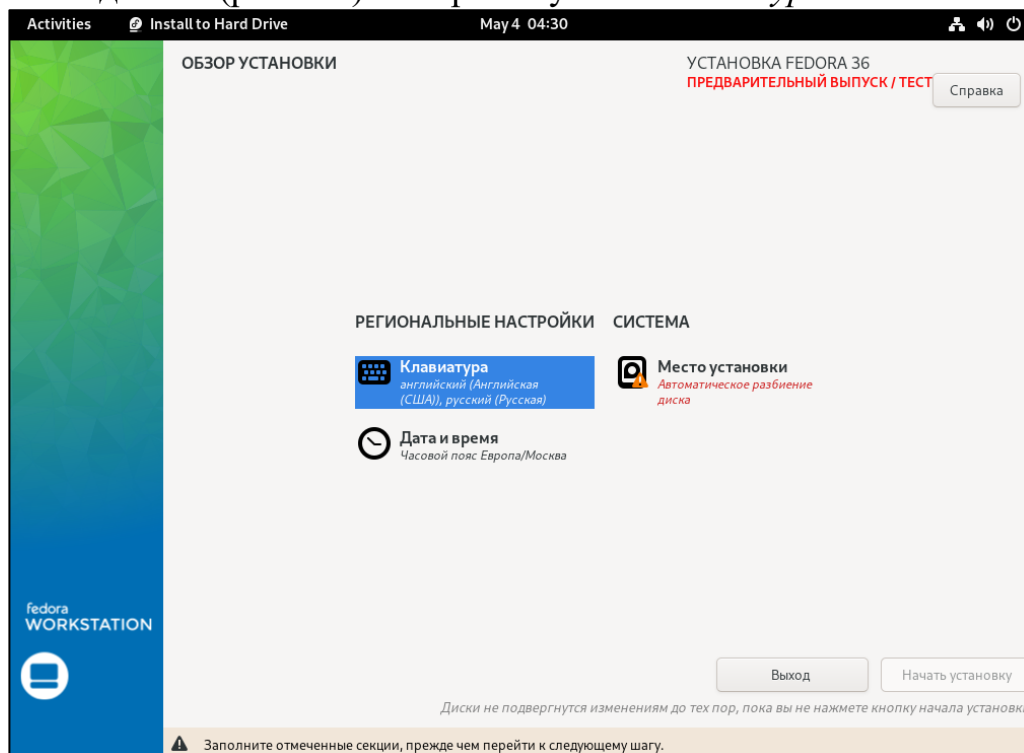 Activities Install to Hard Drive May 4 04:30
ОБЗОР УСТАНОВКИ
УСТАНОВКА FEDORA 36
ПРЕДВАРИТЕЛЬНЫЙ ВЫПУСК / ТЕСТ
Справка
РЕГИОНАЛЬНЫЕ НАСТРОЙКИ
Клавиатура
английский (Английская
(США)), русский (Русская)
Дата и время
Часовой пояс Европа/Москва
СИСТЕМА
Место установки
Автоматическое разбиение
диска
fedora
WORKSTATION
Выход
Начать установку
Диски не подвергнутся изменениям до тех пор, пока вы не нажмете кнопку начала установк
Заполните отмеченные секции, прежде чем перейти к следующему шагу.